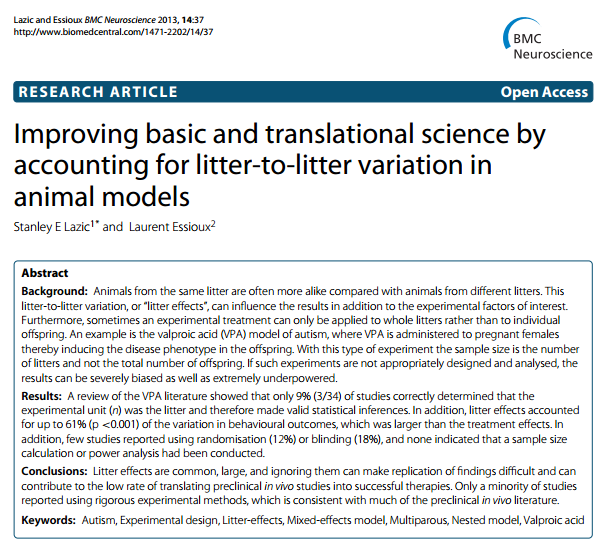 Lazic and Essioux BMC Neuroscience 2013, 14:37
http://www.biomedcentral.com/1471-2202/14/37
BMC
Neuroscience
RESEARCH ARTICLE
Open Access
Improving basic and translational science by
accounting for litter-to-litter variation in
animal models
Stanley E Lazic1* and Laurent Essioux2
Abstract
Background: Animals from the same litter are often more alike compared with animals from different litters. This
litter-to-litter variation, or “litter effects”, can influence the results in addition to the experimental factors of interest.
Furthermore, sometimes an experimental treatment can only be applied to whole litters rather than to individual
offspring. An example is the valproic acid (VPA) model of autism, where VPA is administered to pregnant females
thereby inducing the disease phenotype in the offspring. With this type of experiment the sample size is the number
of litters and not the total number of offspring. If such experiments are not appropriately designed and analysed, the
results can be severely biased as well as extremely underpowered.
Results: A review of the VPA literature showed that only 9% (3/34) of studies correctly determined that the
experimental unit (n) was the litter and therefore made valid statistical inferences. In addition, litter effects accounted
for up to 61% (p <0.001) of the variation in behavioural outcomes, which was larger than the treatment effects. In
addition, few studies reported using randomisation (12%) or blinding (18%), and none indicated that a sample size
calculation or power analysis had been conducted.
Conclusions: Litter effects are common, large, and ignoring them can make replication of findings difficult and can
contribute to the low rate of translating preclinical in vivo studies into successful therapies. Only a minority of studies
reported using rigorous experimental methods, which is consistent with much of the preclinical in vivo literature.
Keywords: Autism, Experimental design, Litter-effects, Mixed-effects model, Multiparous, Nested model, Valproic acid